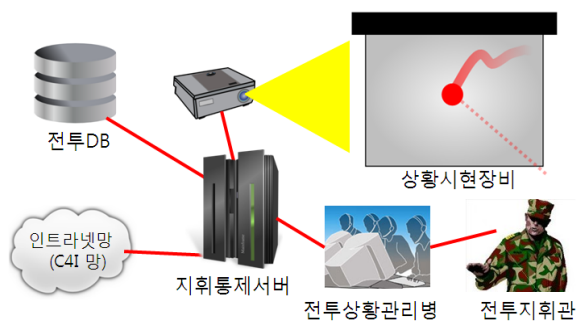 전투DB
상황시현장비
인트라넷망
(C4I 망)
지휘통제서버
전투상황관리병
전투지휘관